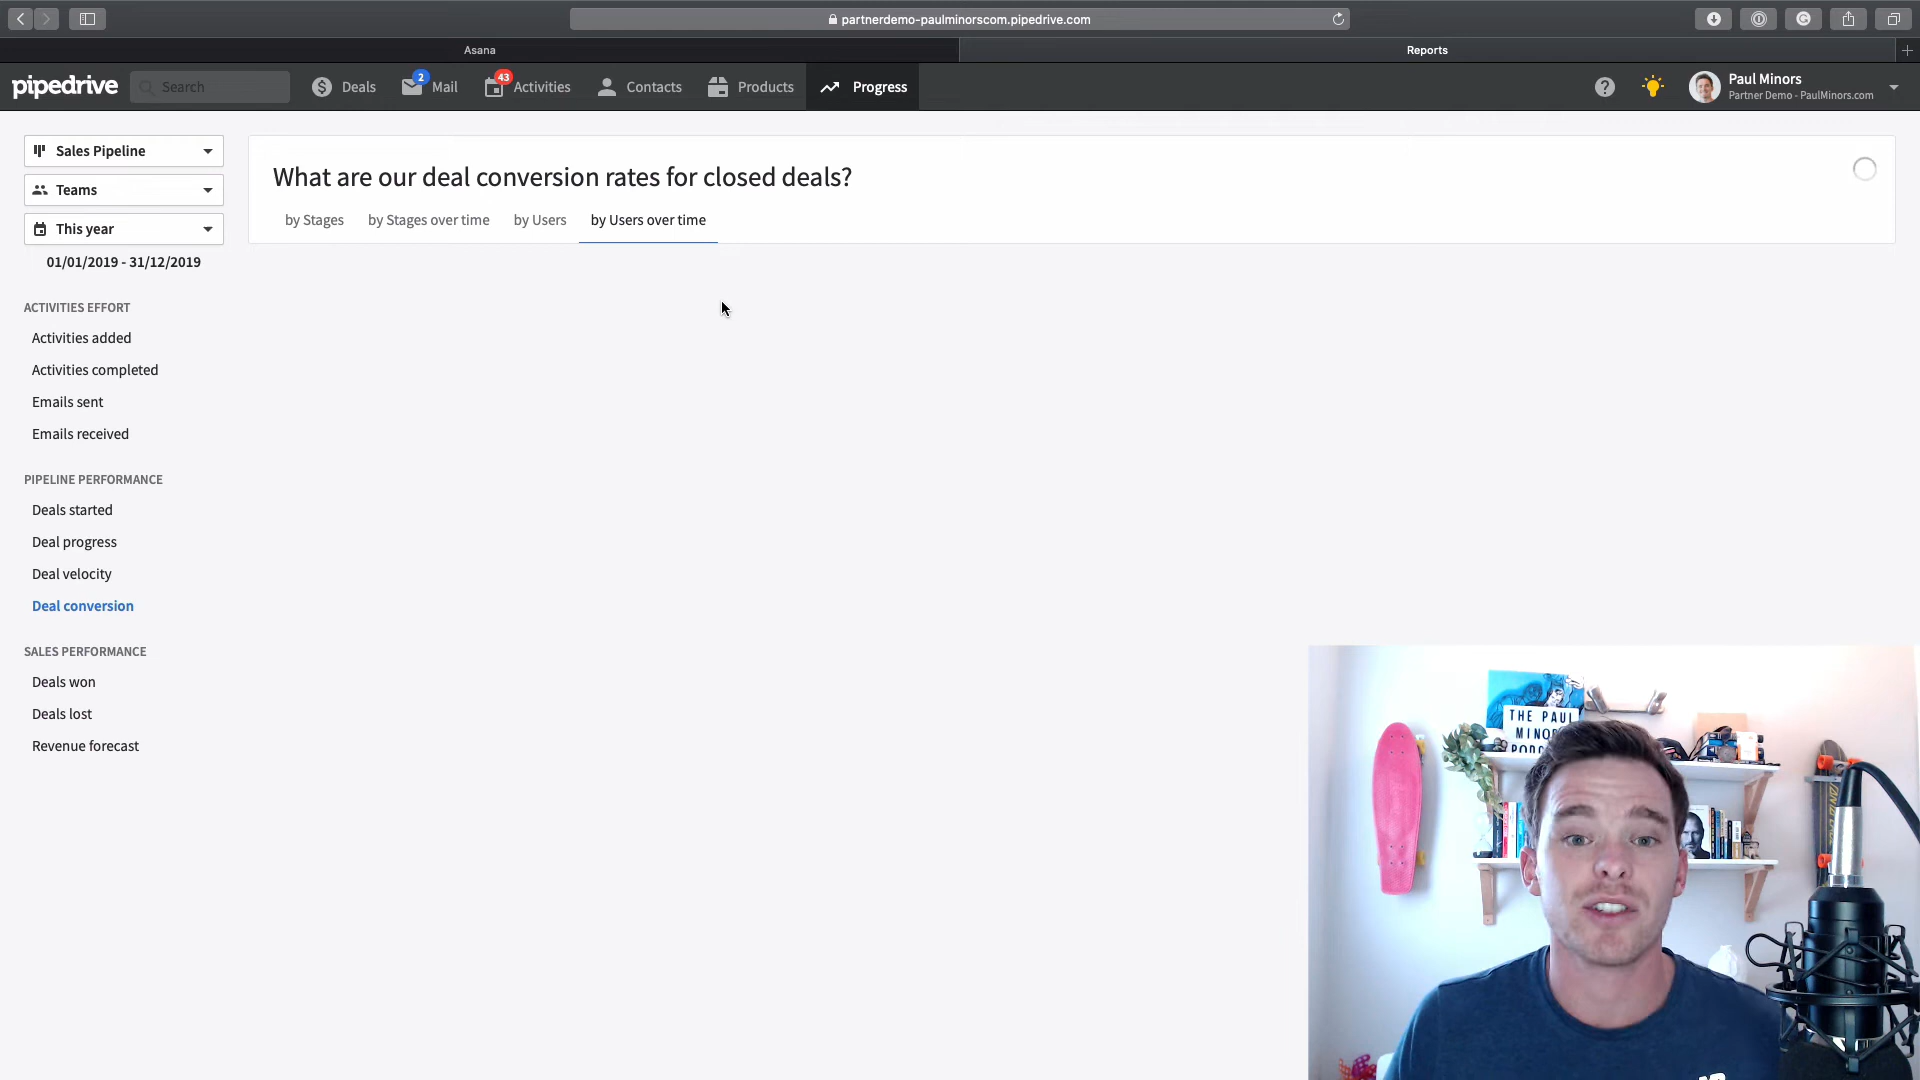 partnerdemo-paulminorscom.pipedrive.com
Asana
Reports
pipedrive
Search
Deals
2
Mail
43
Activities
Contacts
Products
Progress
Paul Minors
Partner Demo - PaulMinors.com
Sales Pipeline
Teams
This year
01/01/2019 - 31/12/2019
What are our deal conversion rates for closed deals?
by Stages
by Stages over time
by Users
by Users over time
ACTIVITIES EFFORT
Activities added
Activities completed
Emails sent
Emails received
PIPELINE PERFORMANCE
Deals started
Deal progress
Deal velocity
Deal conversion
SALES PERFORMANCE
Deals won
Deals lost
Revenue forecast
THE PAUL